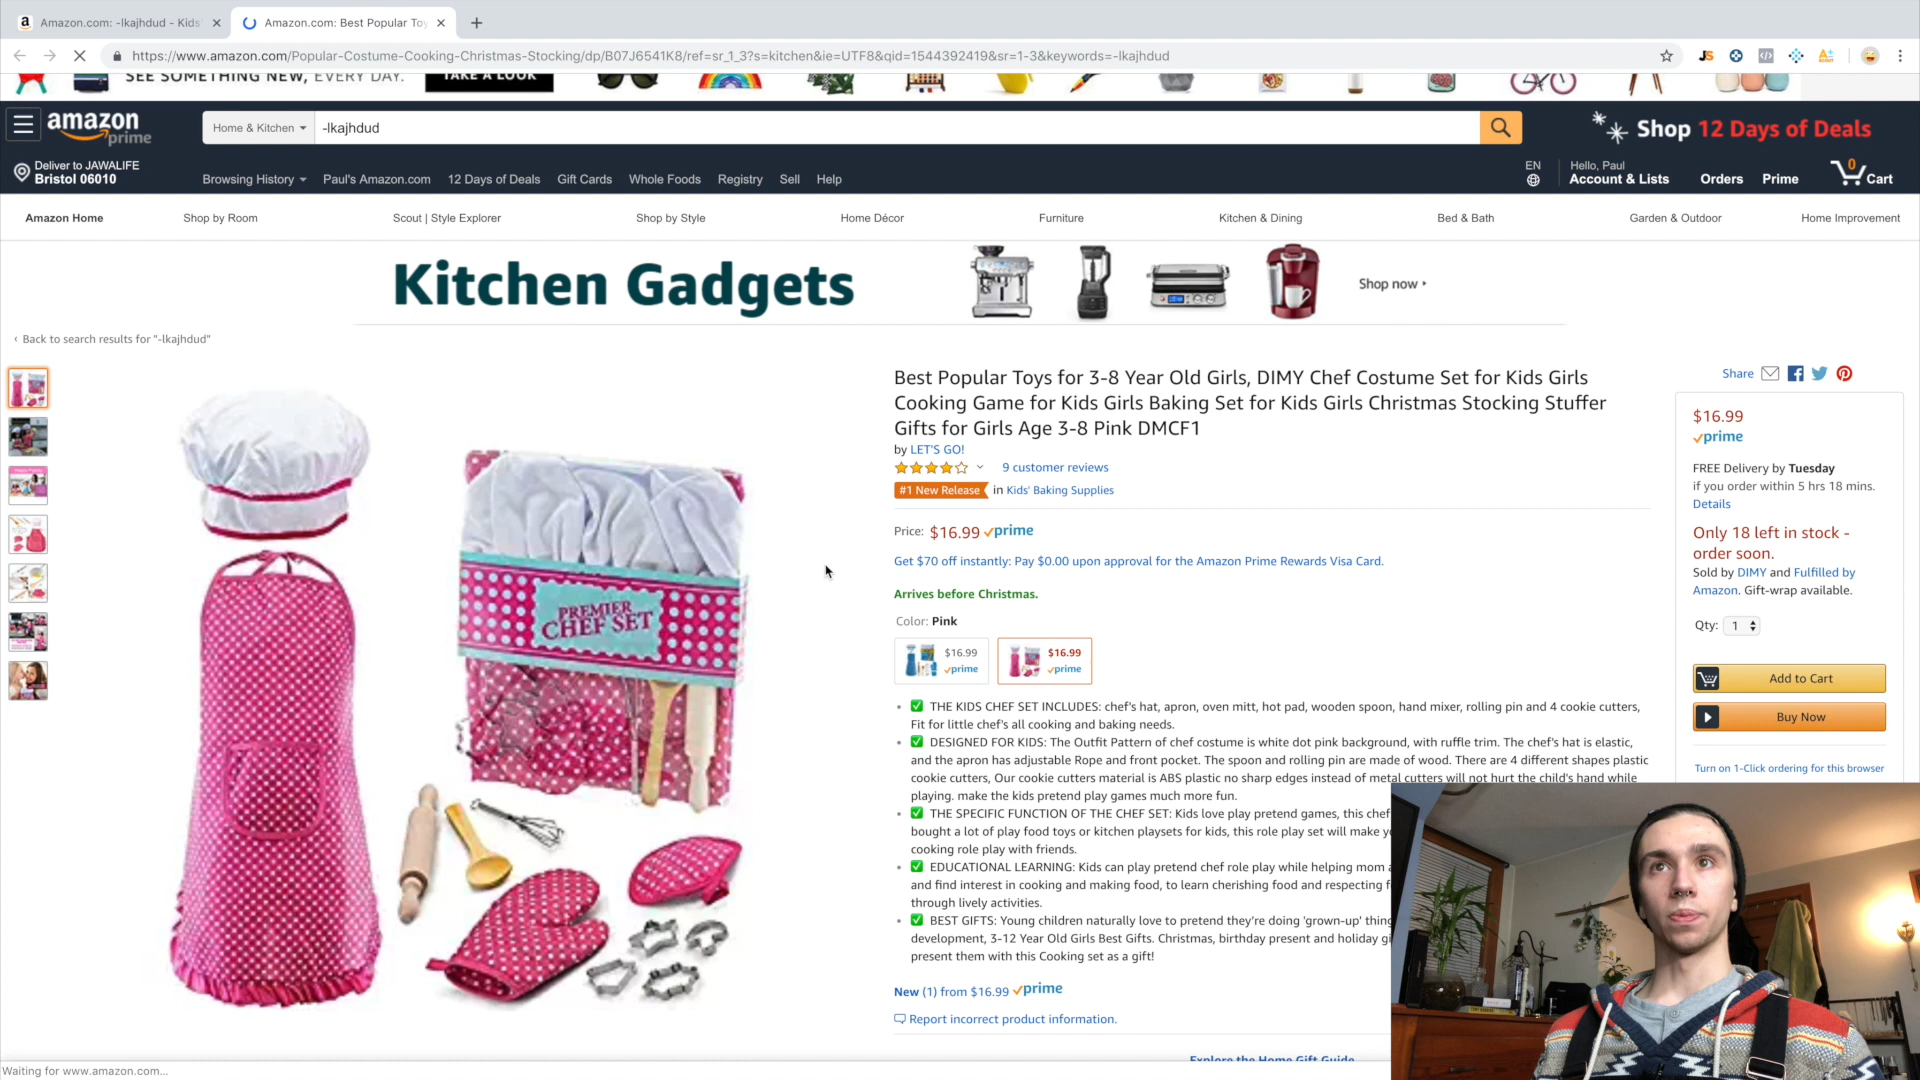 Amazon.com: -lkajhdud - Kids'
Amazon.com: Best Popular Toy
https://www.amazon.com/Popular-Costume-Cooking-Christmas-Stocking/dp/B07J6541K8/ref=sr_1_3?s=kitchen&ie=UTF8&qid=1544392419&sr=1-3&keywords=-lkajhdud
SEE SOMETHING NEW, EVERY DAY.
TAKE A LOOK
amazon prime
Home & Kitchen
-lkajhdud
Shop 12 Days of Deals
Deliver to JAWALIFE
Bristol 06010
Browsing History
Paul's Amazon.com
12 Days of Deals
Gift Cards
Whole Foods
Registry
Sell
Help
EN
Hello, Paul
Account & Lists
Orders
Prime
0
Cart
Amazon Home
Shop by Room
Scout | Style Explorer
Shop by Style
Home Décor
Furniture
Kitchen & Dining
Bed & Bath
Garden & Outdoor
Home Improvement
Kitchen Gadgets
Shop now
‹ Back to search results for "-lkajhdud"
PREMIER
CHEF SET
Best Popular Toys for 3-8 Year Old Girls, DIMY Chef Costume Set for Kids Girls
Cooking Game for Kids Girls Baking Set for Kids Girls Christmas Stocking Stuffer
Gifts for Girls Age 3-8 Pink DMCF1
by LET'S GO!
9 customer reviews
#1 New Release in Kids' Baking Supplies
Price: $16.99 prime
Get $70 off instantly: Pay $0.00 upon approval for the Amazon Prime Rewards Visa Card.
Arrives before Christmas.
Color: Pink
$16.99
prime
$16.99
prime
• ✅ THE KIDS CHEF SET INCLUDES: chef's hat, apron, oven mitt, hot pad, wooden spoon, hand mixer, rolling pin and 4 cookie cutters,
Fit for little chef's all cooking and baking needs.
• ✅ DESIGNED FOR KIDS: The Outfit Pattern of chef costume is white dot pink background, with ruffle trim. The chef's hat is elastic,
and the apron has adjustable Rope and front pocket. The spoon and rolling pin are made of wood. There are 4 different shapes plastic
cookie cutters, Our cookie cutters material is ABS plastic no sharp edges instead of metal cutters will not hurt the child's hand while
playing. make the kids pretend play games much more fun.
• ✅ THE SPECIFIC FUNCTION OF THE CHEF SET: Kids love play pretend games, this chef
bought a lot of play food toys or kitchen playsets for kids, this role play set will make
cooking role play with friends.
• ✅ EDUCATIONAL LEARNING: Kids can play pretend chef role play while helping mom
and find interest in cooking and making food, to learn cherishing food and respecting
through lively activities.
• ✅ BEST GIFTS: Young children naturally love to pretend they're doing 'grown-up'
development, 3-12 Year Old Girls Best Gifts. Christmas, birthday present and holiday
present them with this Cooking set as a gift!
New (1) from $16.99 prime
Report incorrect product information.
Explore the Home Gift Guide
Share
$16.99
prime
FREE Delivery by Tuesday
if you order within 5 hrs 18 mins.
Details
Only 18 left in stock -
order soon.
Sold by DIMY and Fulfilled by
Amazon. Gift-wrap available.
Qty: 1
Add to Cart
Buy Now
Turn on 1-Click ordering for this browser
Waiting for www.amazon.com...